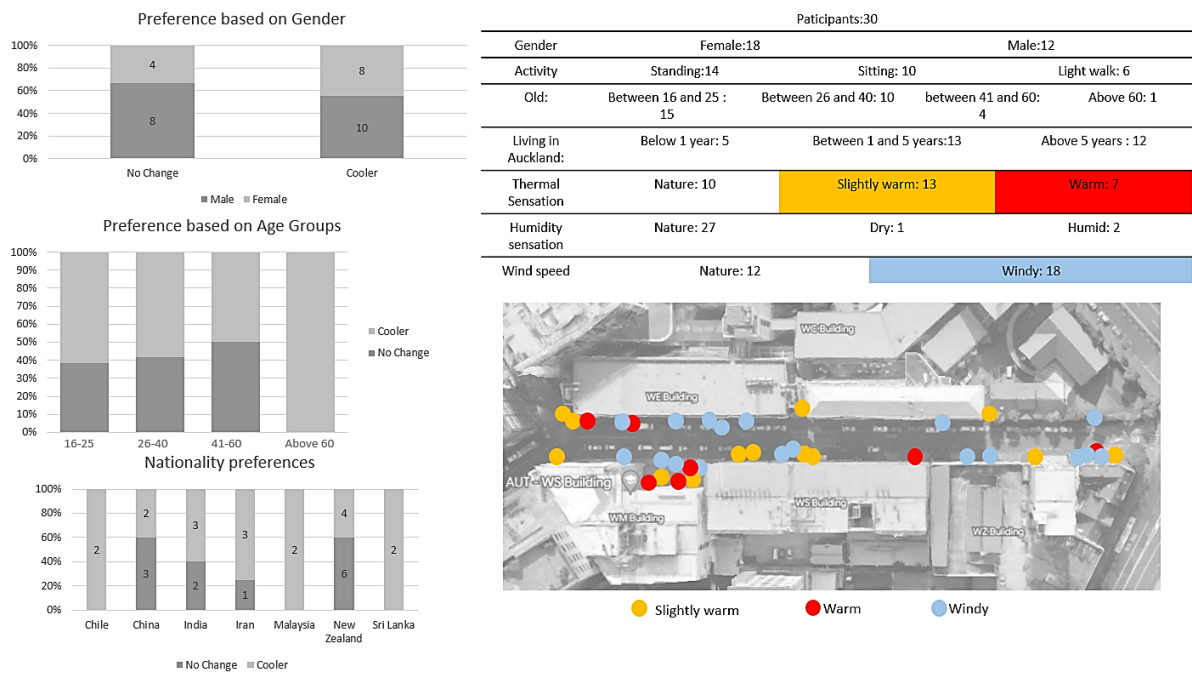 Preference based on Gender
100%
80%
60%
40%
20%
0%
4
8
8
10
No Change
Cooler
Male
Female
Preference based on Age Groups
100%
90%
80%
70%
60%
50%
40%
30%
20%
10%
0%
16-25
26-40
41-60
Above 60
Cooler
No Change
Nationality preferences
100%
80%
60%
40%
20%
0%
2
2
3
3
2
3
1
2
4
6
2
Chile
China
India
Iran
Malaysia
New
Zealand
Sri Lanka
No Change
Cooler
Paticipants:30
Gender
Female:18
Male:12
Activity
Standing:14
Sitting: 10
Light walk: 6
Old:
Between 16 and 25 :
15
Between 26 and 40: 10
between 41 and 60:
4
Above 60: 1
Living in
Auckland:
Below 1 year: 5
Between 1 and 5 years:13
Above 5 years : 12
Thermal
Sensation
Nature: 10
Slightly warm: 13
Warm: 7
Humidity
sensation
Nature: 27
Dry: 1
Humid: 2
Wind speed
Nature: 12
Windy: 18
WC Building
WE Building
AUT - WS Building
WM Building
WS Building
WZ Building
Slightly warm
Warm
Windy